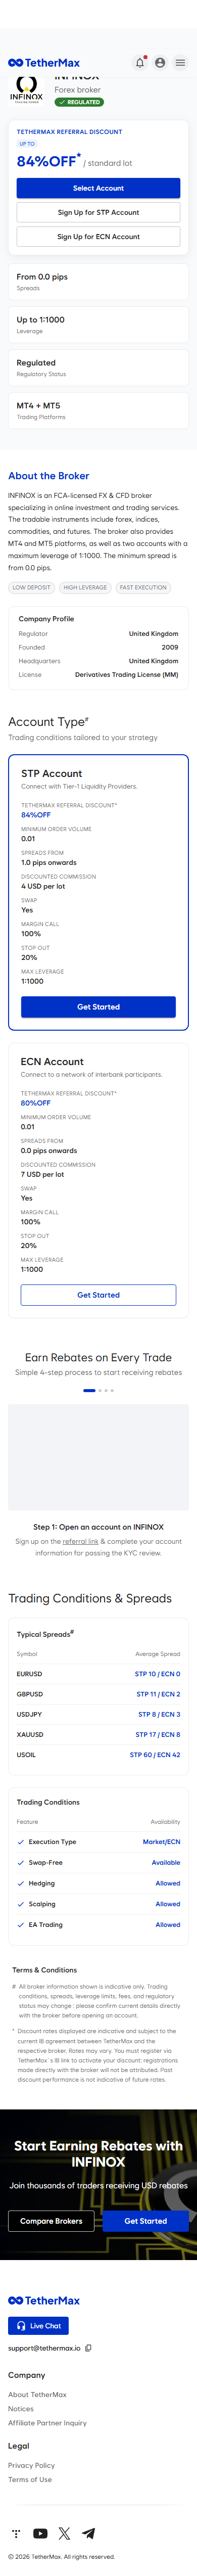 TetherMax
INFINOX
Forex broker
REGULATED
TETHERMAX REFERRAL DISCOUNT
UP TO
84%OFF* / standard lot
Select Account
Sign Up for STP Account
Sign Up for ECN Account
From 0.0 pips
Spreads
Up to 1:1000
Leverage
Regulated
Regulatory Status
MT4 + MT5
Trading Platforms
About the Broker
INFINOX is an FCA-licensed FX & CFD broker
specializing in online investment and trading services.
The tradable instruments include forex, indices,
commodities, and futures. The broker also provides
MT4 and MT5 platforms, as well as two accounts with a
maximum leverage of 1:1000. The minimum spread is
from 0.0 pips.
LOW DEPOSIT HIGH LEVERAGE FAST EXECUTION
Company Profile
Regulator United Kingdom
Founded 2009
Headquarters United Kingdom
License Derivatives Trading License (MM)
Account Type#
Trading conditions tailored to your strategy
STP Account
Connect with Tier-1 Liquidity Providers.
TETHERMAX REFERRAL DISCOUNT*
84%OFF
MINIMUM ORDER VOLUME
0.01
SPREADS FROM
1.0 pips onwards
DISCOUNTED COMMISSION
4 USD per lot
SWAP
Yes
MARGIN CALL
100%
STOP OUT
20%
MAX LEVERAGE
1:1000
Get Started
ECN Account
Connect to a network of interbank participants.
TETHERMAX REFERRAL DISCOUNT*
80%OFF
MINIMUM ORDER VOLUME
0.01
SPREADS FROM
0.0 pips onwards
DISCOUNTED COMMISSION
7 USD per lot
SWAP
Yes
MARGIN CALL
100%
STOP OUT
20%
MAX LEVERAGE
1:1000
Get Started
Earn Rebates on Every Trade
Simple 4-step process to start receiving rebates
Step 1: Open an account on INFINOX
Sign up on the referral link & complete your account
information for passing the KYC review.
Trading Conditions & Spreads
Typical Spreads#
Symbol Average Spread
EURUSD STP 10 / ECN 0
GBPUSD STP 11 / ECN 2
USDJPY STP 8 / ECN 3
XAUUSD STP 17 / ECN 8
USOIL STP 60 / ECN 42
Trading Conditions
Feature Availability
Execution Type Market/ECN
Swap-Free Available
Hedging Allowed
Scalping Allowed
EA Trading Allowed
Terms & Conditions
# All broker information shown is indicative only. Trading
conditions, spreads, leverage limits, fees, and regulatory
status may change : please confirm current details directly
with the broker before opening an account.
* Discount rates displayed are indicative and subject to the
current IB agreement between TetherMax and the
respective broker. Rates may vary. You must register via
TetherMax`s IB link to activate your discount: registrations
made directly with the broker will not be attributed. Past
discount performance is not indicative of future rates.
Start Earning Rebates with
INFINOX
Join thousands of traders receiving USD rebates
Compare Brokers Get Started
TetherMax
Live Chat
support@tethermax.io
Company
About TetherMax
Notices
Affiliate Partner Inquiry
Legal
Privacy Policy
Terms of Use
© 2026 TetherMax. All rights reserved.